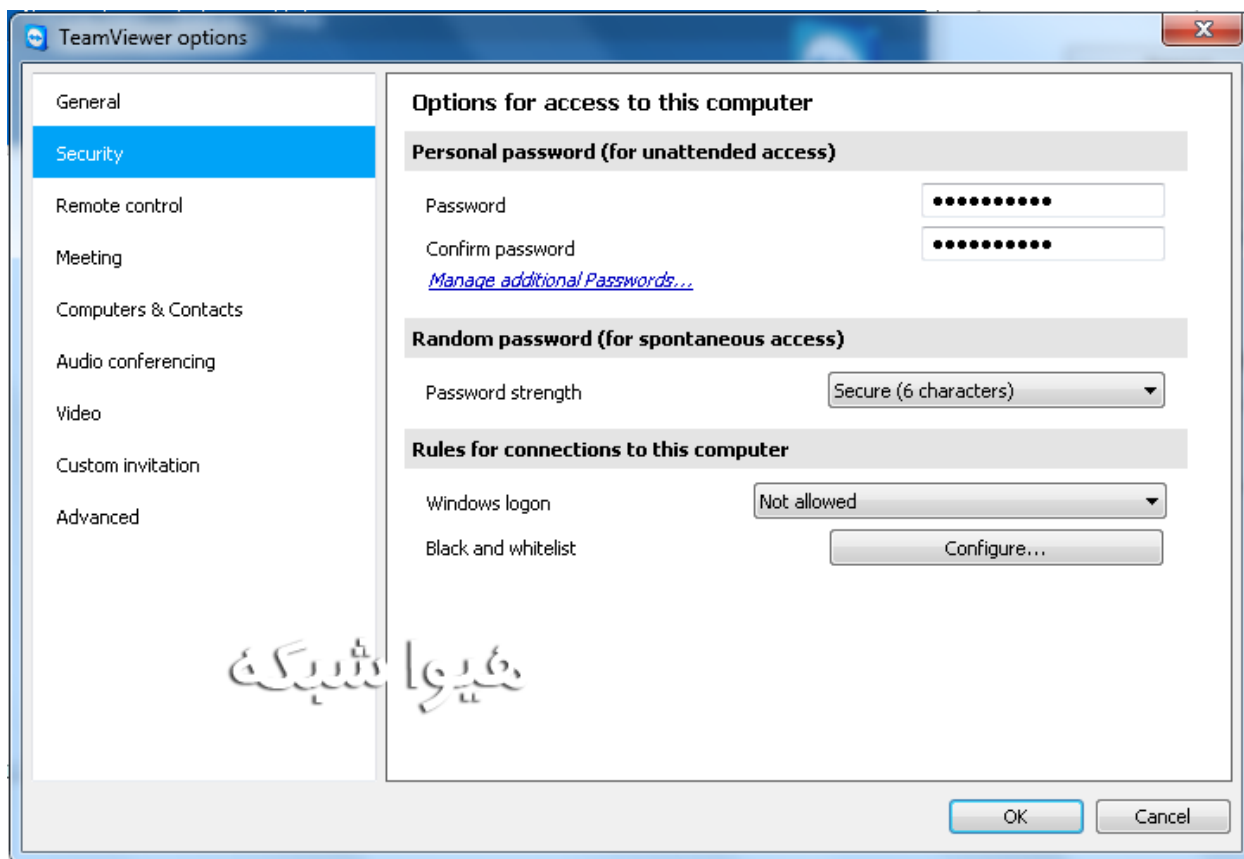 TeamViewer options
General
Security
Remote control
Meeting
Computers & Contacts
Audio conferencing
Video
Custom invitation
Advanced
Options for access to this computer
Personal password (for unattended access)
Password ••••••••••
Confirm password ••••••••••
Manage additional Passwords...
Random password (for spontaneous access)
Password strength Secure (6 characters)
Rules for connections to this computer
Windows logon Not allowed
Black and whitelist Configure...
هیوا شبکه
OK Cancel